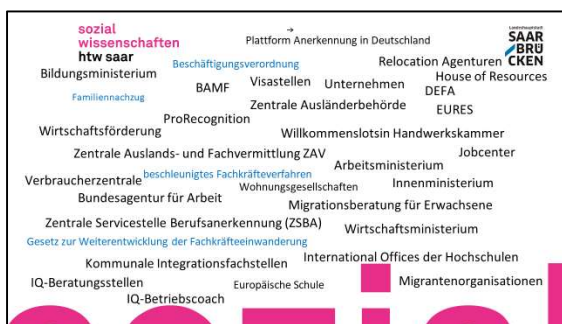 sozial
wissenschaften
htw saar
→
Plattform Anerkennung in Deutschland
Landeshauptstadt
SAAR
BRÜ
CKEN
Bildungsministerium
Beschäftigungsverordnung
Relocation Agenturen
House of Resources
Familiennachzug
BAMF
Visastellen
Unternehmen
DEFA
Zentrale Ausländerbehörde
EURES
ProRecognition
Wirtschaftsförderung
Willkommenslotsin Handwerkskammer
Zentrale Auslands- und Fachvermittlung ZAV
Jobcenter
Arbeitsministerium
Verbraucherzentrale
beschleunigtes Fachkräfteverfahren
Wohnungsgesellschaften
Innenministerium
Bundesagentur für Arbeit
Migrationsberatung für Erwachsene
Zentrale Servicestelle Berufsanerkennung (ZSBA)
Wirtschaftsministerium
Gesetz zur Weiterentwicklung der Fachkräfteeinwanderung
Kommunale Integrationsfachstellen
International Offices der Hochschulen
IQ-Beratungsstellen
Europäische Schule
Migrantenorganisationen
IQ-Betriebscoach
sozial